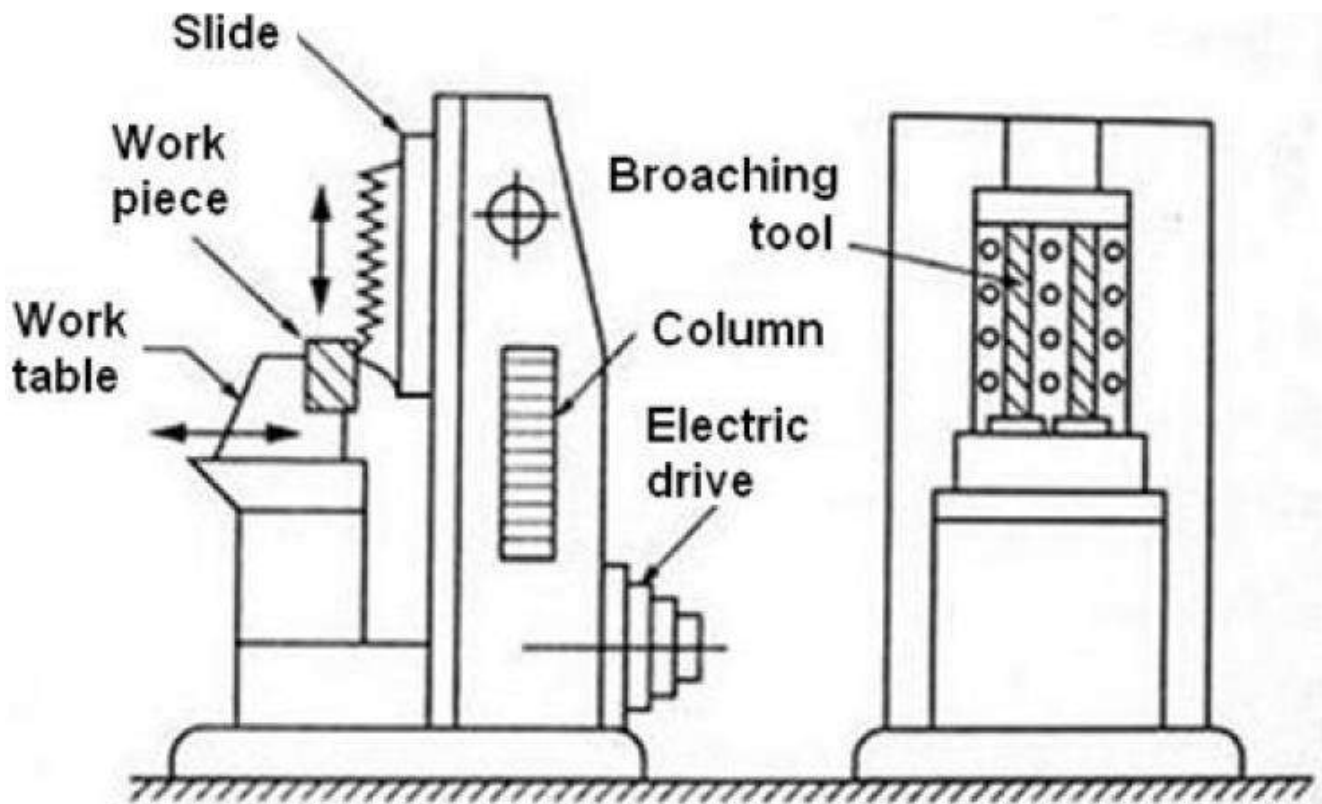 Slide
Work
piece
Work
table
Broaching
tool
Column
Electric
drive